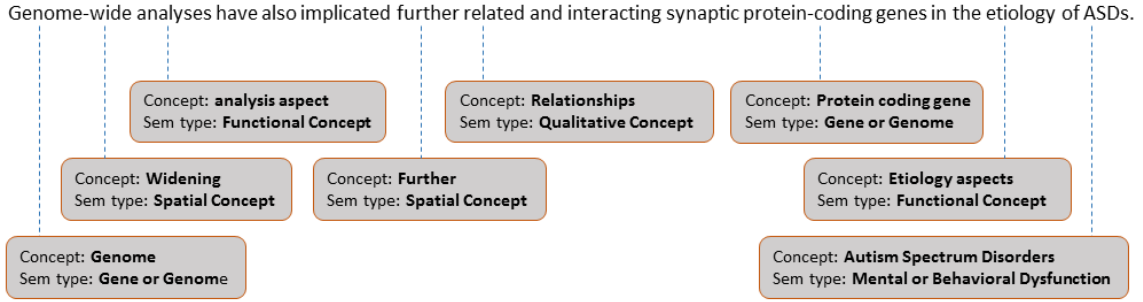 Genome-wide analyses have also implicated further related and interacting synaptic protein-coding genes in the etiology of ASDs.
Concept: analysis aspect
Sem type: Functional Concept
Concept: Relationships
Sem type: Qualitative Concept
Concept: Protein coding gene
Sem type: Gene or Genome
Concept: Widening
Sem type: Spatial Concept
Concept: Further
Sem type: Spatial Concept
Concept: Etiology aspects
Sem type: Functional Concept
Concept: Genome
Sem type: Gene or Genome
Concept: Autism Spectrum Disorders
Sem type: Mental or Behavioral Dysfunction